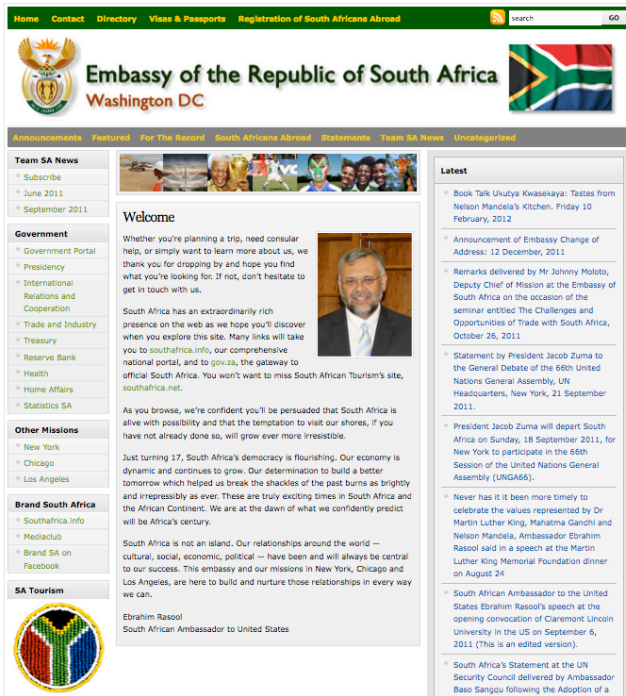 Home Contact Directory Visas & Passports Registration of South Africans Abroad
search GO
Embassy of the Republic of South Africa
Washington DC
Announcements Featured For The Record South Africans Abroad Statements Team SA News Uncategorized
Team SA News
Subscribe
June 2011
September 2011
Government
Government Portal
Presidency
International
Relations and
Cooperation
Trade and Industry
Treasury
Reserve Bank
Health
Home Affairs
Statistics SA
Other Missions
New York
Chicago
Los Angeles
Brand South Africa
Southafrica.info
Mediaclub
Brand SA on
Facebook
SA Tourism
Welcome
Whether you're planning a trip, need consular
help, or simply want to learn more about us, we
thank you for dropping by and hope you find
what you're looking for. If not, don't hesitate to
get in touch with us.
South Africa has an extraordinarily rich
presence on the web as we hope you'll discover
when you explore this site. Many links will take
you to southafrica.info, our comprehensive
national portal, and to gov.za, the gateway to
official South Africa. You won't want to miss South African Tourism's site,
southafrica.net.
As you browse, we're confident you'll be persuaded that South Africa is
alive with possibility and that the temptation to visit our shores, if you
have not already done so, will grow ever more irresistible.
Just turning 17, South Africa's democracy is flourishing. Our economy is
dynamic and continues to grow. Our determination to build a better
tomorrow which helped us break the shackles of the past burns as brightly
and irrepressibly as ever. These are truly exciting times in South Africa and
the African Continent. We are at the dawn of what we confidently predict
will be Africa's century.
South Africa is not an island. Our relationships around the world —
cultural, social, economic, political — have been and will always be central
to our success. This embassy and our missions in New York, Chicago and
Los Angeles, are here to build and nurture those relationships in every way
we can.
Ebrahim Rasool
South African Ambassador to United States
Latest
Book Talk Ukutya Kwasekaya: Tastes from
Nelson Mandela's Kitchen. Friday 10
February, 2012
Announcement of Embassy Change of
Address: 12 December, 2011
Remarks delivered by Mr Johnny Moloto,
Deputy Chief of Mission at the Embassy of
South Africa on the occasion of the
seminar entitled The Challenges and
Opportunities of Trade with South Africa,
October 26, 2011
Statement by President Jacob Zuma to
the General Debate of the 66th United
Nations General Assembly, UN
Headquarters, New York, 21 September
2011.
President Jacob Zuma will depart South
Africa on Sunday, 18 September 2011, for
New York to participate in the 66th
Session of the United Nations General
Assembly (UNGA66).
Never has it it been more timely to
celebrate the values represented by Dr
Martin Luther King, Mahatma Gandhi and
Nelson Mandela, Ambassador Ebrahim
Rasool said in a speech at the Martin
Luther King Memorial Foundation dinner
on August 24
South African Ambassador to the United
States Ebrahim Rasool's speech at the
opening convocation of Claremont Lincoln
University in the US on September 6,
2011 (This is an edited version).
South Africa's Statement at the UN
Security Council delivered by Ambassador
Baso Sangqu following the Adoption of a